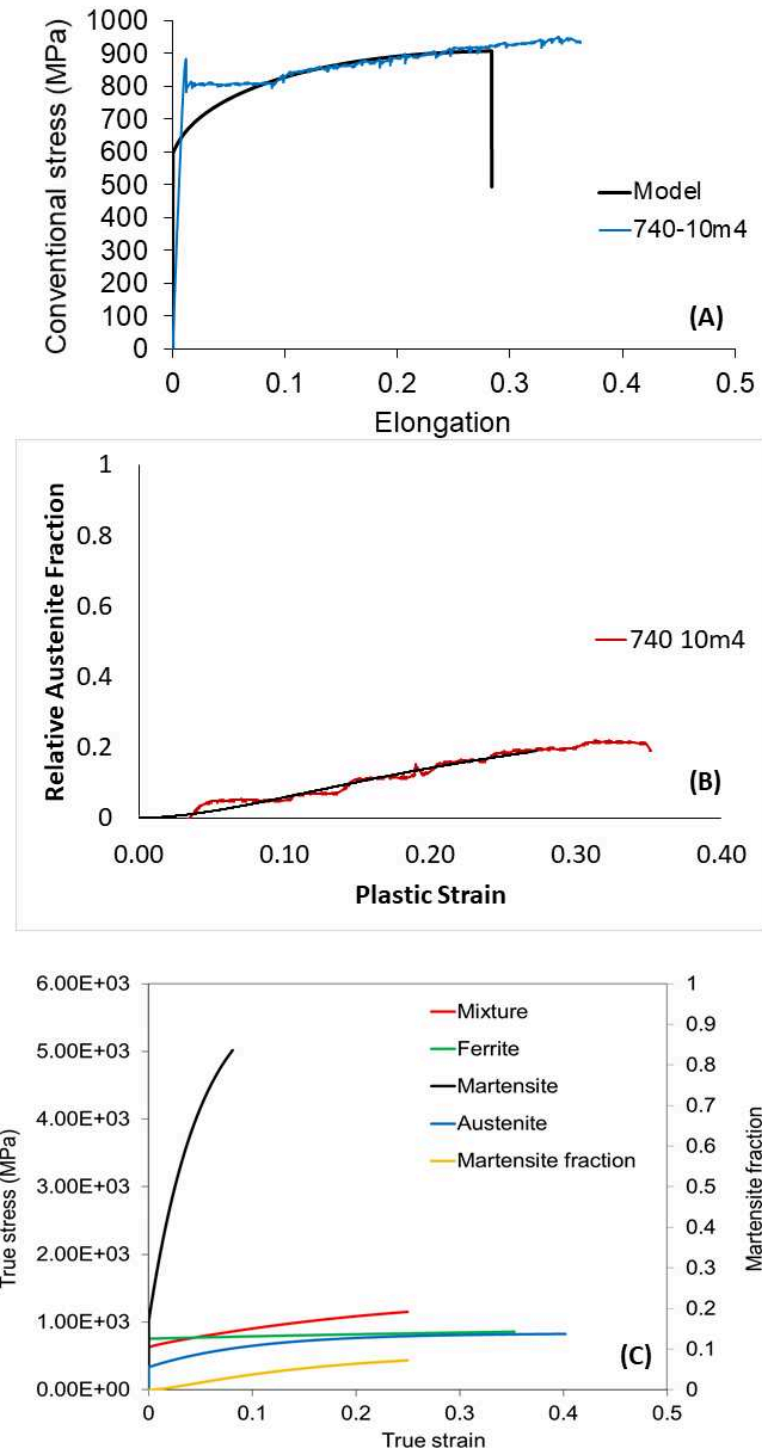 Conventional stress (MPa)
1000
900
800
700
600
500
400
300
200
100
0
0 0.1 0.2 0.3 0.4 0.5
Elongation
Model
740-10m4
(A)
Relative Austenite Fraction
1
0.8
0.6
0.4
0.2
0
0.00 0.10 0.20 0.30 0.40
Plastic Strain
740 10m4
(B)
True stress (MPa)
6.00E+03
5.00E+03
4.00E+03
3.00E+03
2.00E+03
1.00E+03
0.00E+00
0 0.1 0.2 0.3 0.4 0.5
True strain
Mixture
Ferrite
Martensite
Austenite
Martensite fraction
(C)
1
0.9
0.8
0.7
0.6
0.5
0.4
0.3
0.2
0.1
0
Martensite fraction